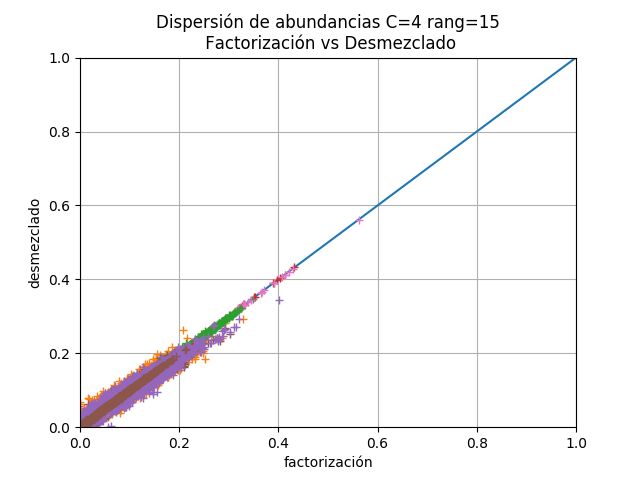 Dispersión de abundancias C=4 rang=15
Factorización vs Desmezclado
1.0
0.8
0.6
0.4
0.2
0.0
desmezclado
0.0 0.2 0.4 0.6 0.8 1.0
factorización